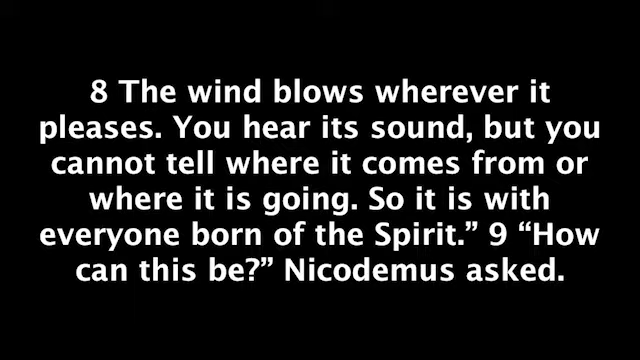 8 The wind blows wherever it
pleases. You hear its sound, but you
cannot tell where it comes from or
where it is going. So it is with
everyone born of the Spirit.” 9 “How
can this be?” Nicodemus asked.